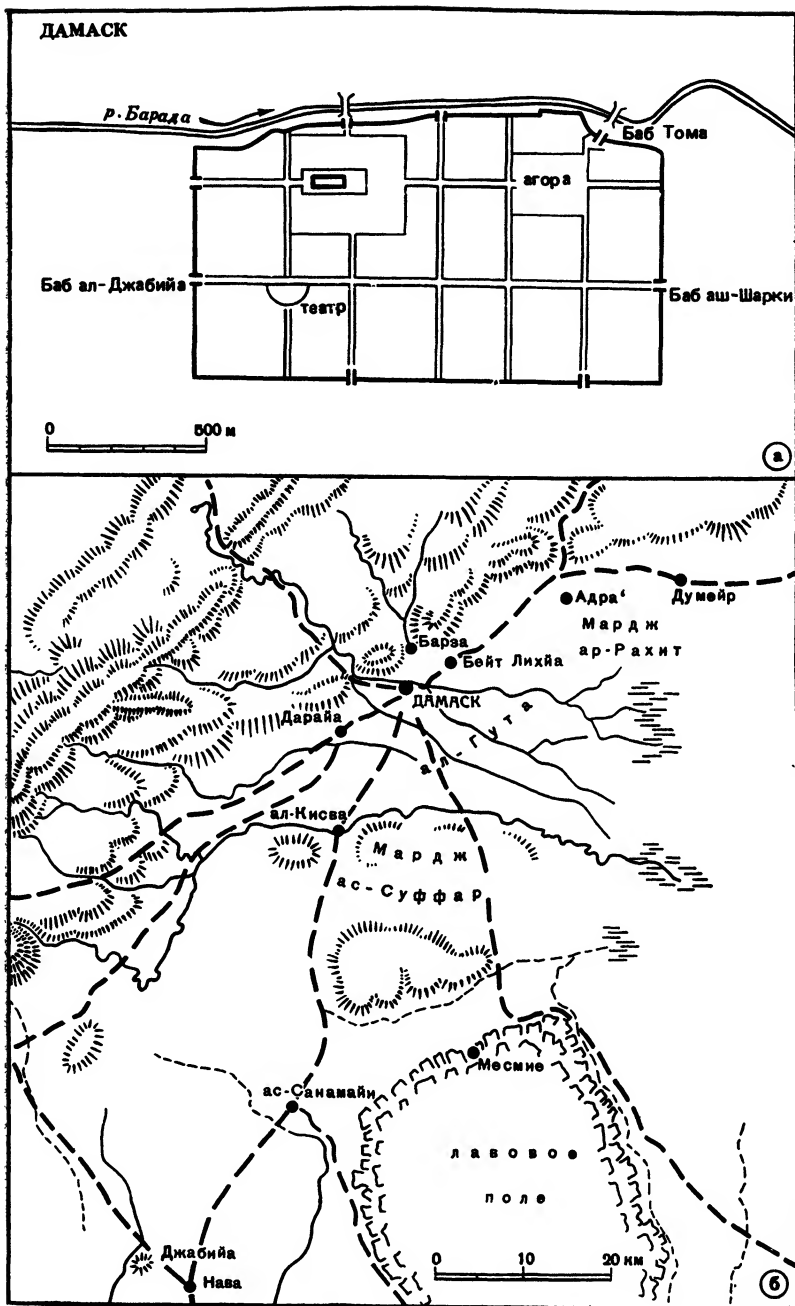 ДАМАСК
р. Барада
Баб Тома
агора
Баб ал-Джабийа
Баб аш-Шарки
театр
0 500 м
а
Адраʿ
Думейр
Мардж
ар-Рахит
Барза
Бейт Лихйа
ДАМАСК
Дарайа
ал-Гута
ал-Кисва
Мардж
ас-Суффар
Месмие
ас-Санамайн
лавовое
поле
Джабийа
Нава
0 10 20 км
б